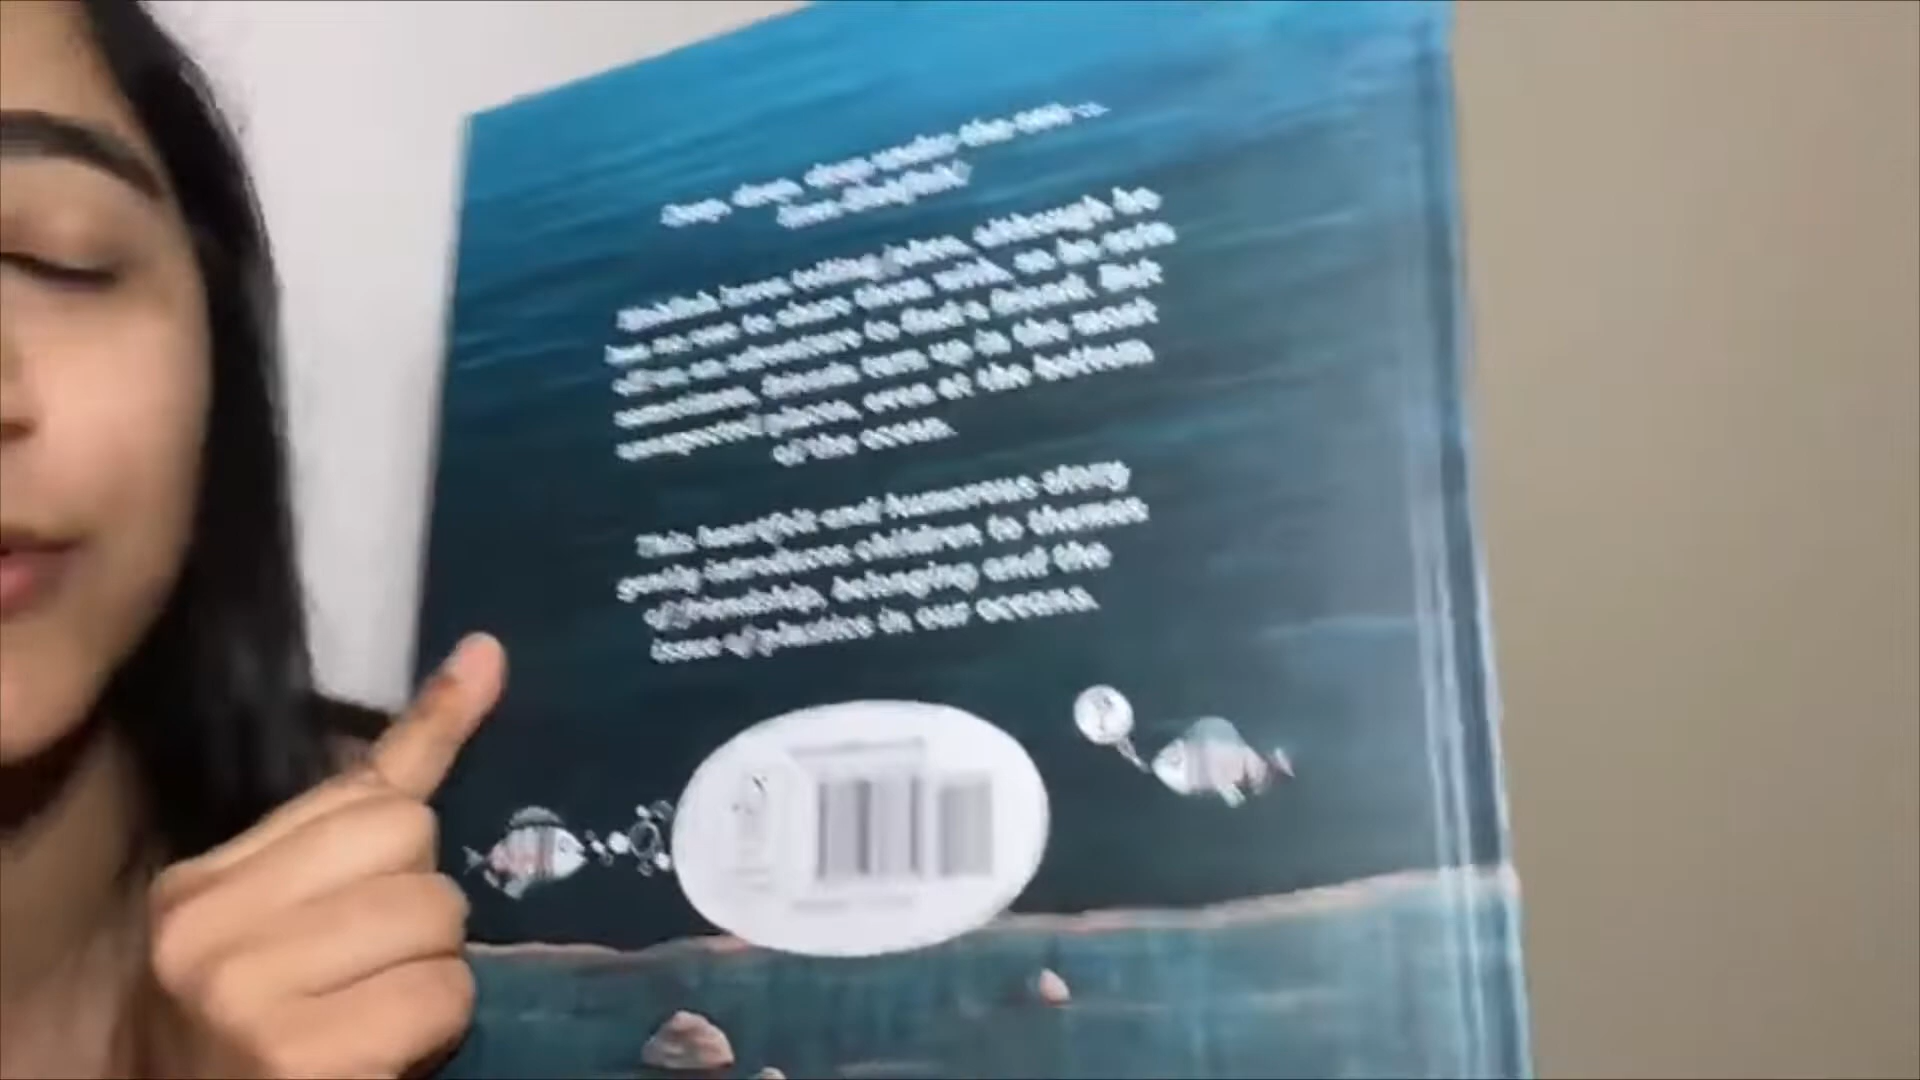 Deep, deep, deep under the sea
lives
loves telling jokes, although he
has no one to share them with, so he sets
off on an adventure to find a friend. But
sometimes, friends turn up in the most
unexpected places, even at the bottom
of the ocean.
This heartfelt and humorous story
gently introduces children to themes
of friendship, belonging and the
issue of plastics in our oceans.